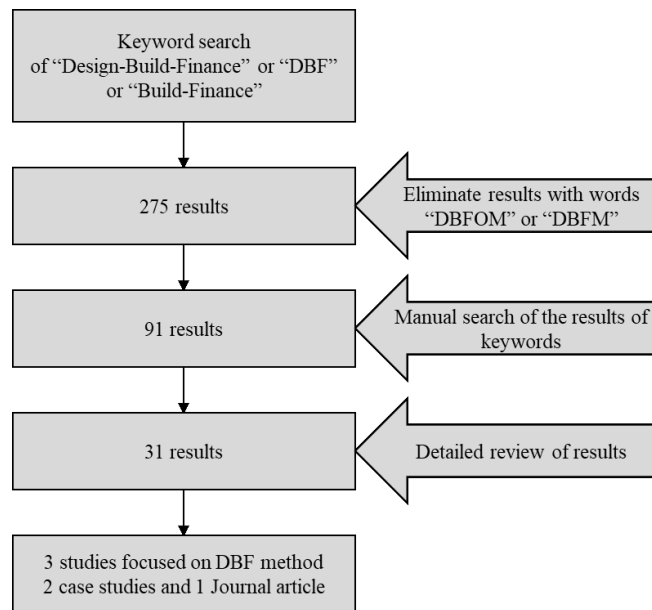 Keyword search
of “Design-Build-Finance” or “DBF”
or “Build-Finance”
275 results
Eliminate results with words
“DBFOM” or “DBFM”
91 results
Manual search of the results of
keywords
31 results
Detailed review of results
3 studies focused on DBF method
2 case studies and 1 Journal article